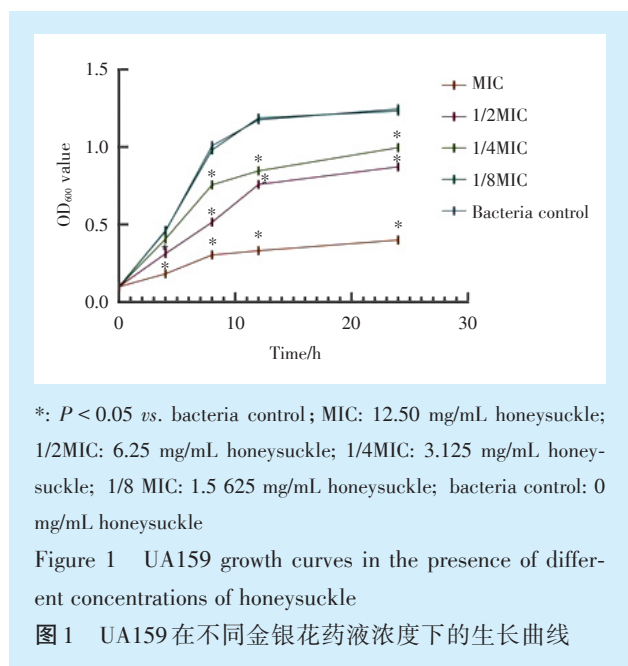 1.5
1.0
0.5
0.0
OD600 value
0
10
20
30
Time/h
MIC
1/2MIC
1/4MIC
1/8MIC
Bacteria control
* * * *
* * * *
* * *
*: P < 0.05 vs. bacteria control; MIC: 12.50 mg/mL honeysuckle;
1/2MIC: 6.25 mg/mL honeysuckle; 1/4MIC: 3.125 mg/mL honey-
suckle; 1/8 MIC: 1.5 625 mg/mL honeysuckle; bacteria control: 0
mg/mL honeysuckle
Figure 1 UA159 growth curves in the presence of differ-
ent concentrations of honeysuckle
图1 UA159在不同金银花药液浓度下的生长曲线